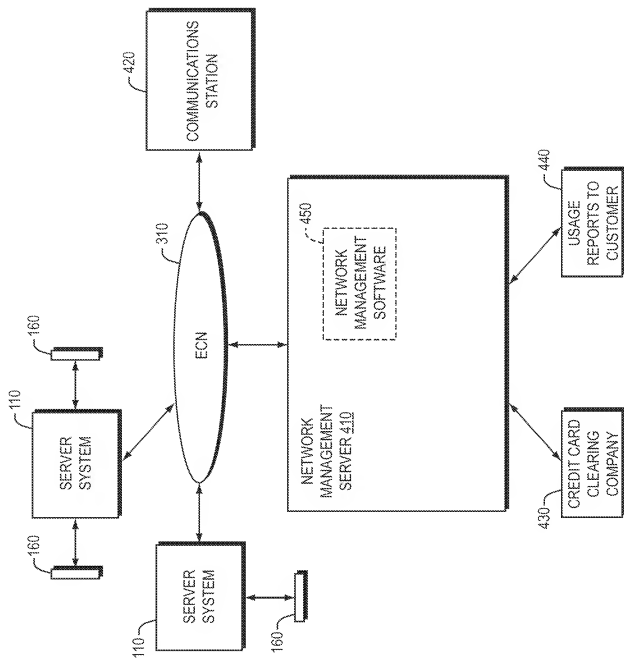 160
110
SERVER
SYSTEM
160
110
SERVER
SYSTEM
160
310
ECN
420
COMMUNICATIONS
STATION
NETWORK
MANAGEMENT
SERVER 410
450
NETWORK
MANAGEMENT
SOFTWARE
430
CREDIT CARD
CLEARING
COMPANY
440
USAGE
REPORTS TO
CUSTOMER